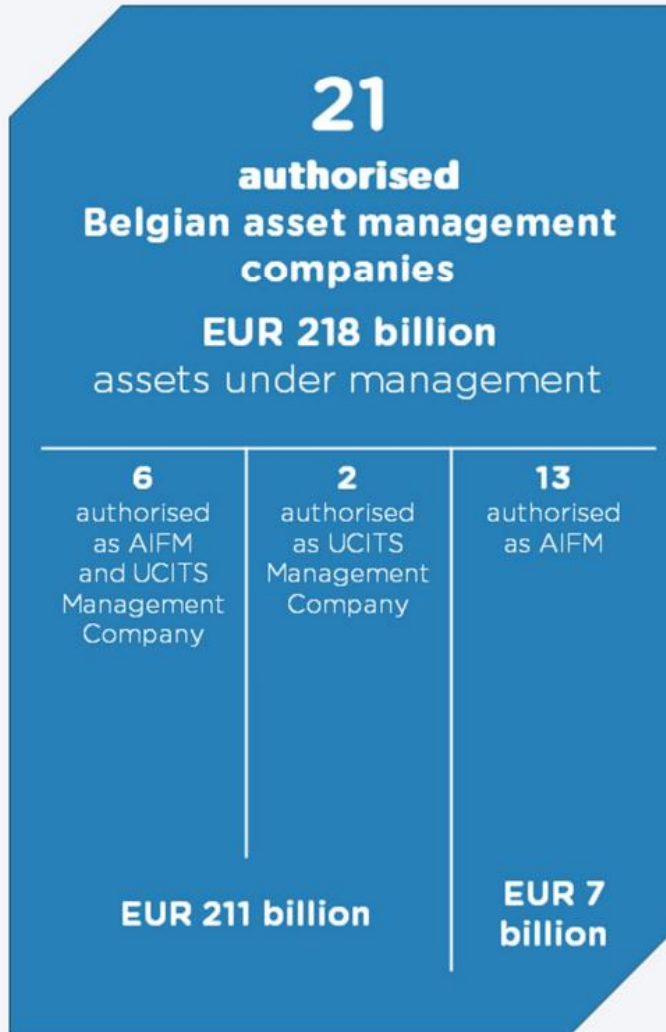 21
authorised
Belgian asset management
companies
EUR 218 billion
assets under management
6
authorised
as AIFM
and UCITS
Management
Company
2
authorised
as UCITS
Management
Company
13
authorised
as AIFM
EUR 211 billion
EUR 7
billion